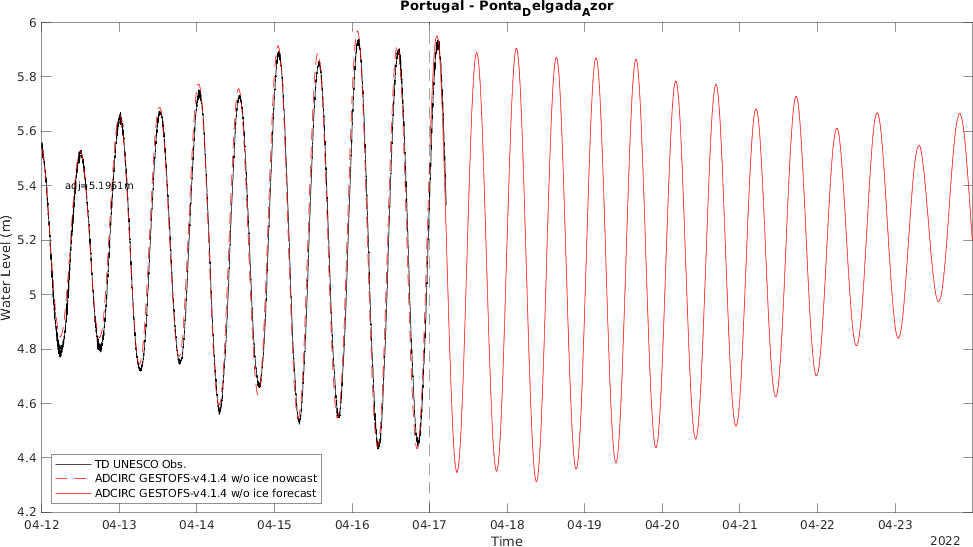 Portugal - Ponta_Delgada_Azor
6
5.8
5.6
5.4
5.2
5
4.8
4.6
4.4
4.2
Water Level (m)
adj=5.1961m
TD UNESCO Obs.
ADCIRC GESTOFS-v4.1.4 w/o ice nowcast
ADCIRC GESTOFS-v4.1.4 w/o ice forecast
04-12 04-13 04-14 04-15 04-16 04-17 04-18 04-19 04-20 04-21 04-22 04-23
Time
2022